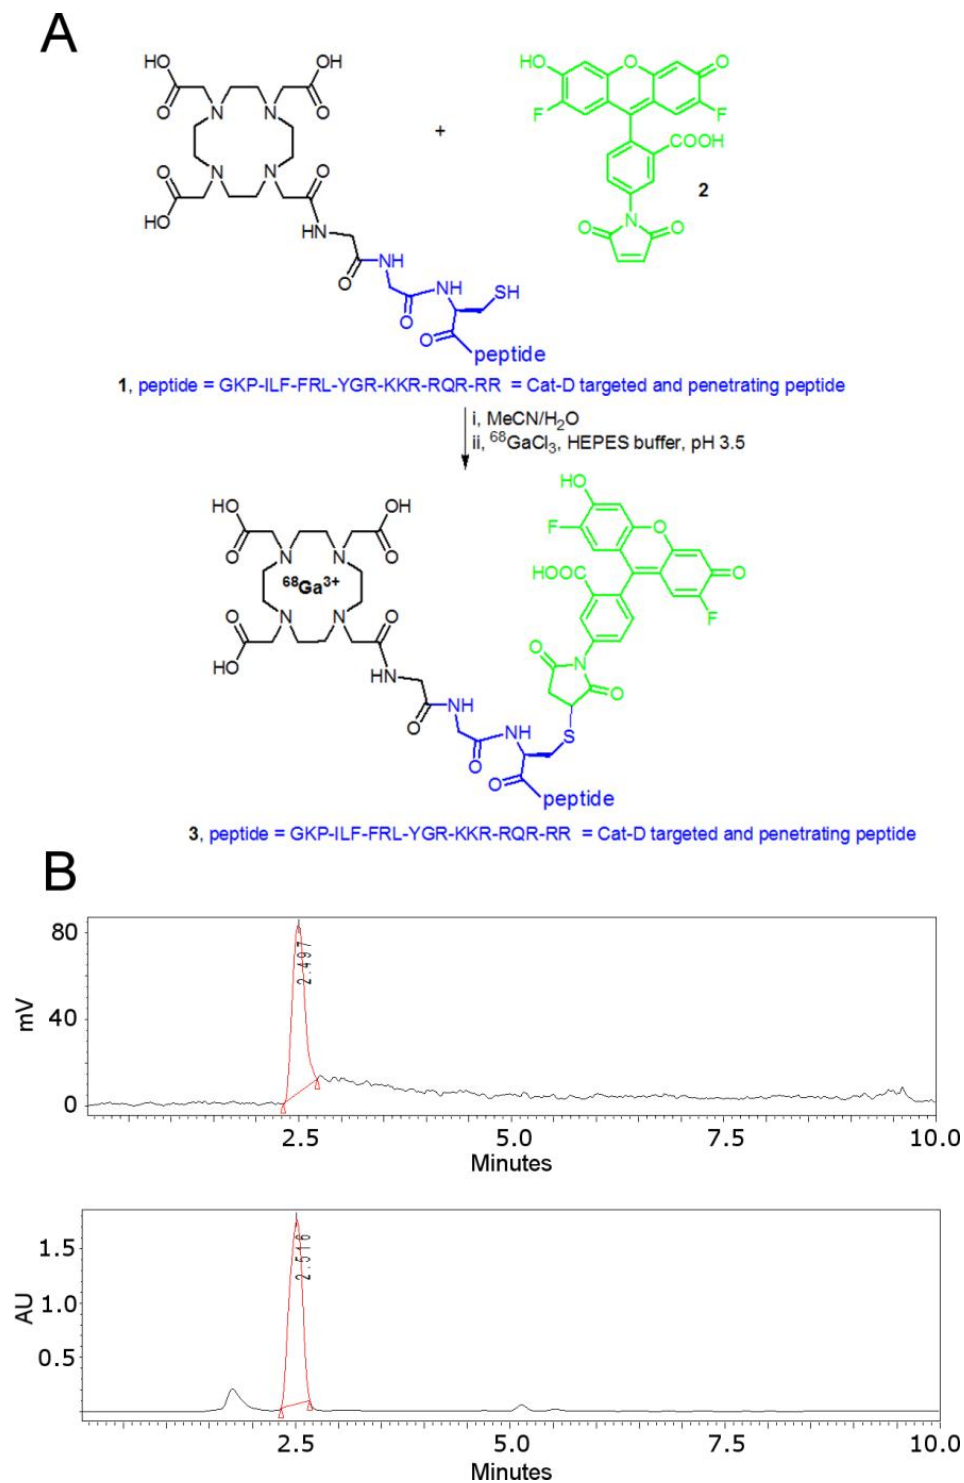 A
HO
O
OH
O
N
N
N
N
O
HO
O
HN
O
NH
O
NH
SH
O
peptide
+
HO
O
O
F
F
COOH
2
N
O
O
1, peptide = GKP-ILF-FRL-YGR-KKR-RQR-RR = Cat-D targeted and penetrating peptide
i, MeCN/H₂O
ii, ⁶⁸GaCl₃, HEPES buffer, pH 3.5
HO
O
OH
O
N
N
⁶⁸Ga³⁺
N
N
O
HO
O
HN
O
NH
O
NH
O
S
peptide
HO
F
O
HOOC
O
F
O
N
O
3, peptide = GKP-ILF-FRL-YGR-KKR-RQR-RR = Cat-D targeted and penetrating peptide
B
80
40
0
mV
2.497
2.5
5.0
7.5
10.0
Minutes
1.5
1.0
0.5
AU
2.516
2.5
5.0
7.5
10.0
Minutes